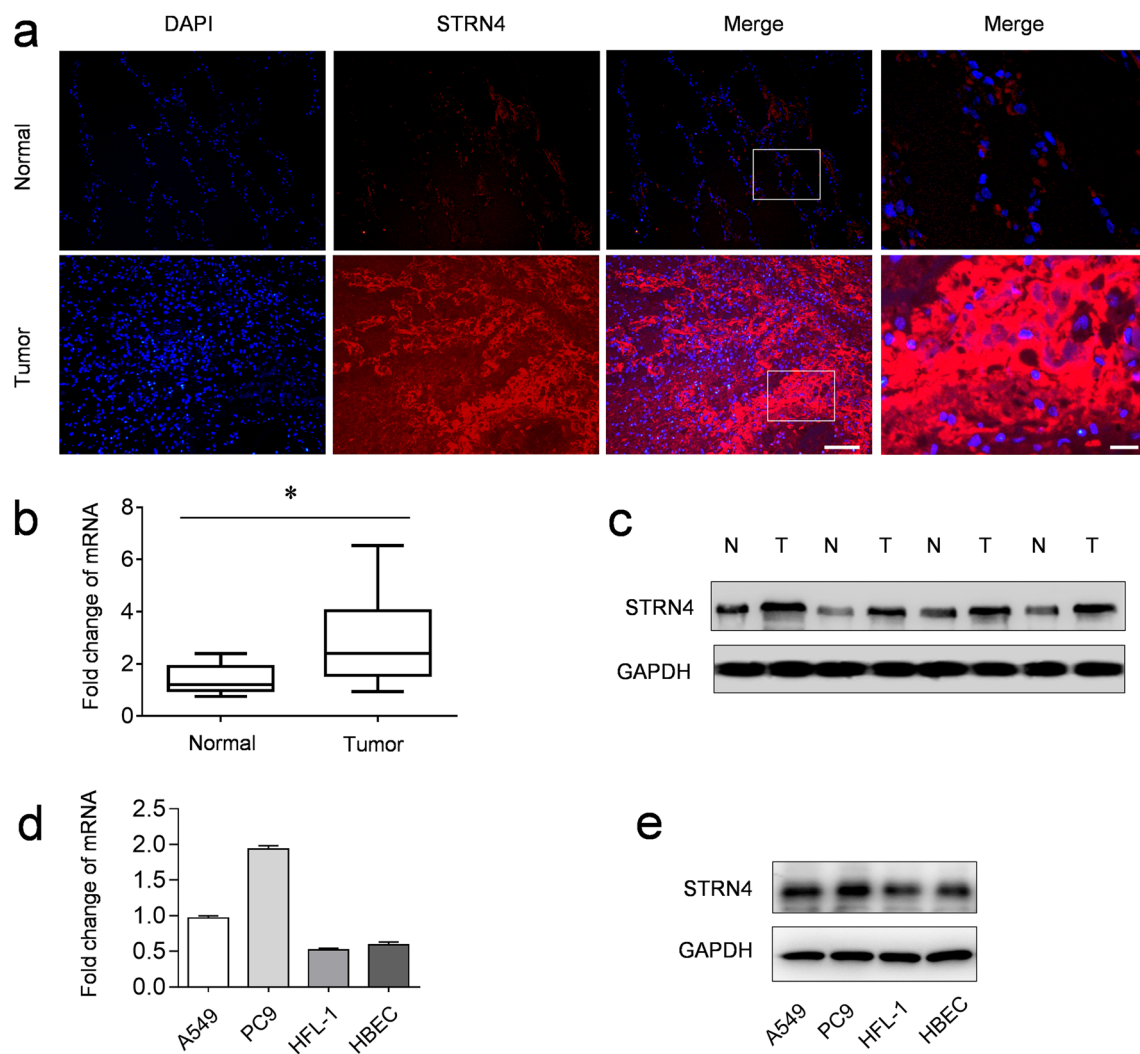 a
DAPI STRN4 Merge Merge
Normal
Tumor
b
Fold change of mRNA
8
6
4
2
0
*
Normal Tumor
c
N T N T N T N T
STRN4
GAPDH
d
Fold change of mRNA
2.5
2.0
1.5
1.0
0.5
0.0
A549 PC9 HFL-1 HBEC
e
STRN4
GAPDH
A549 PC9 HFL-1 HBEC